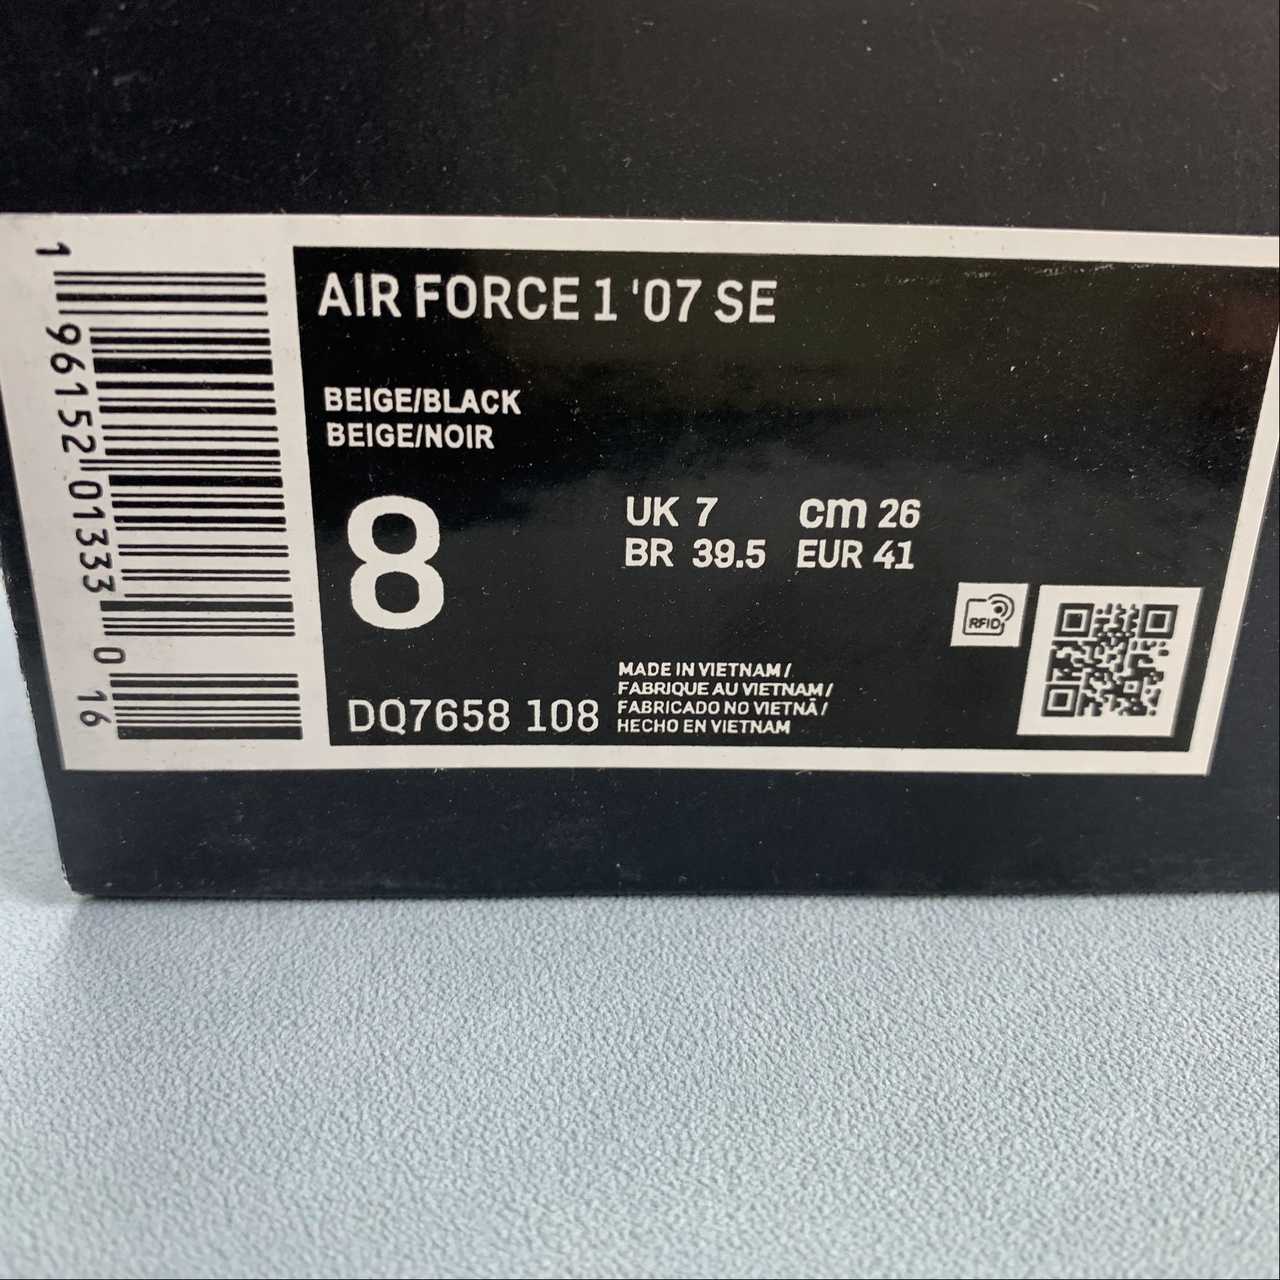 AIR FORCE 1 '07 SE
BEIGE/BLACK
BEIGE/NOIR
8
UK 7 cm 26
BR 39.5 EUR 41
RFID
DQ7658 108
MADE IN VIETNAM /
FABRIQUE AU VIETNAM /
FABRICADO NO VIETNÃ /
HECHO EN VIETNAM
1 96152 01333 0 16